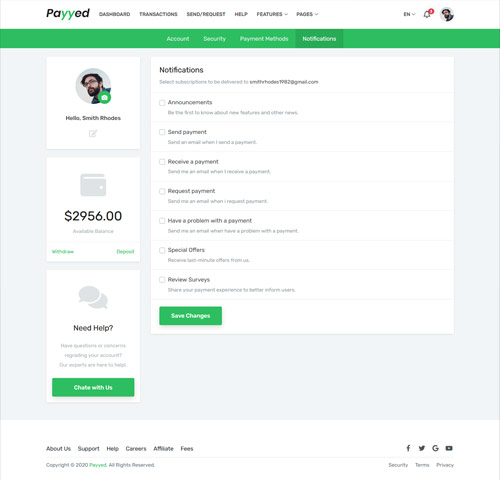 Payyed DASHBOARD TRANSACTIONS SEND/REQUEST HELP FEATURES PAGES EN 3
Account Security Payment Methods Notifications
Hello, Smith Rhodes
$2956.00
Available Balance
Withdraw Deposit
Need Help?
Have questions or concerns
regrading your account?
Our experts are here to help!.
Chate with Us
Notifications
Select subscriptions to be delivered to smithrhodes1982@gmail.com
Announcements
Be the first to know about new features and other news.
Send payment
Send an email when I send a payment.
Receive a payment
Send me an email when I receive a payment.
Request payment
Send me an email when i request payment.
Have a problem with a payment
Send me an email when have a problem with a payment.
Special Offers
Receive last-minute offers from us.
Review Surveys
Share your payment experience to better inform users.
Save Changes
About Us Support Help Careers Affiliate Fees
Copyright © 2020 Payyed. All Rights Reserved. Security Terms Privacy